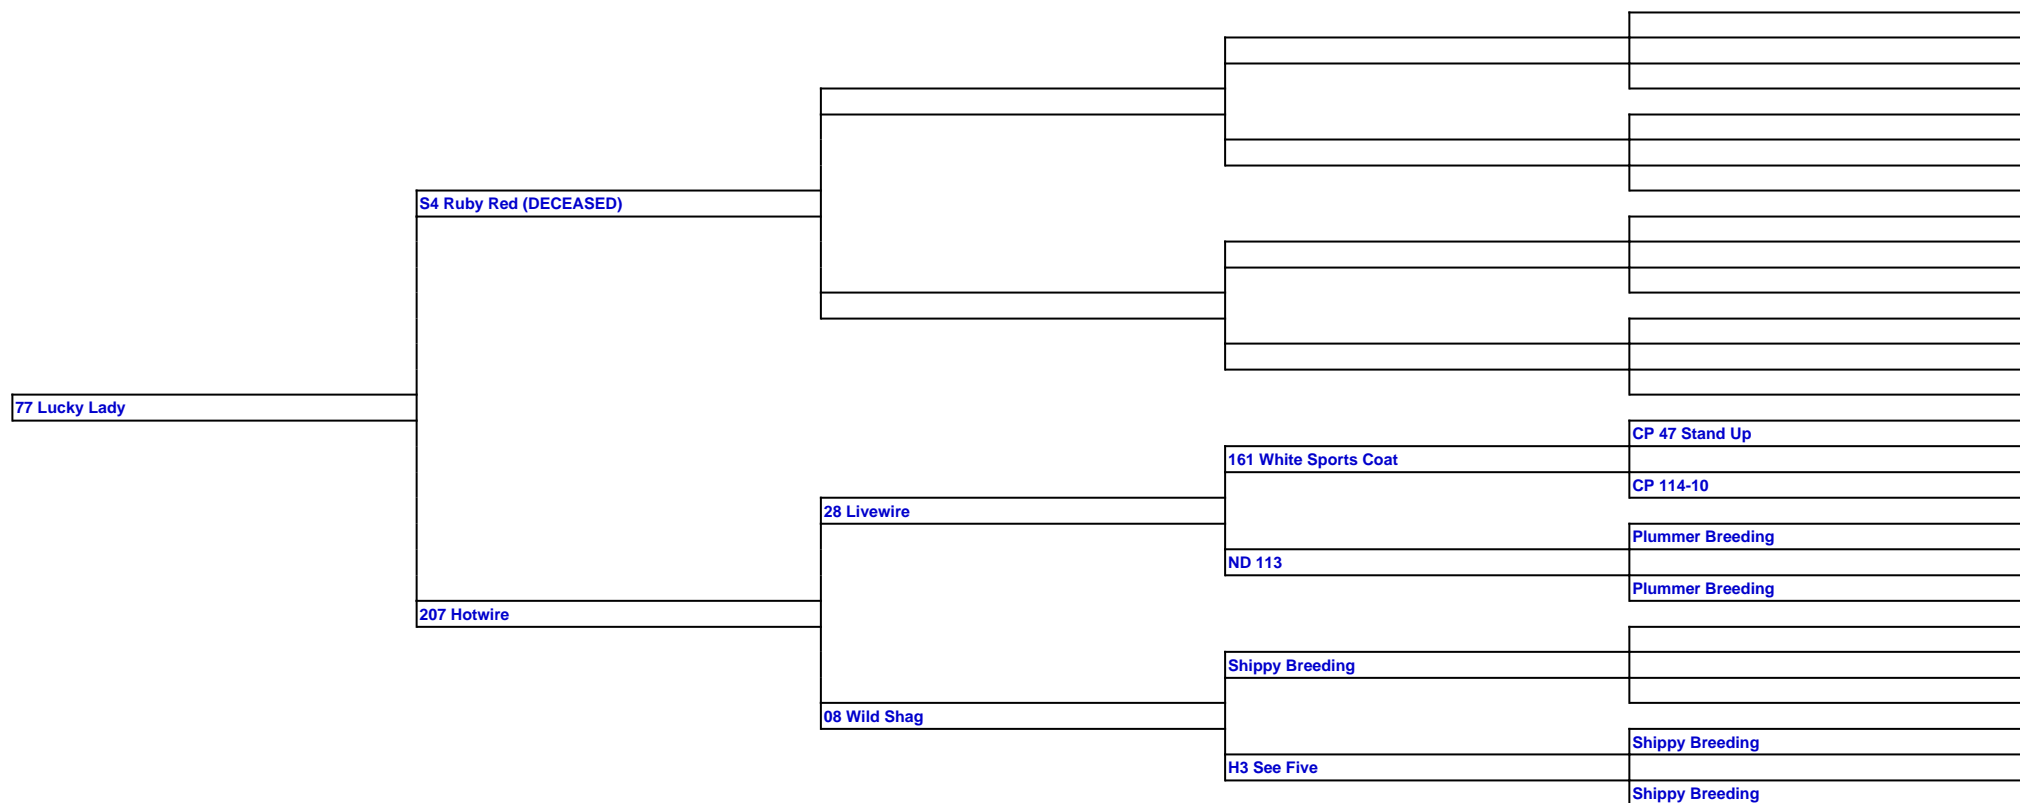 S4 Ruby Red (DECEASED)
77 Lucky Lady
CP 47 Stand Up
161 White Sports Coat
CP 114-10
28 Livewire
Plummer Breeding
ND 113
Plummer Breeding
207 Hotwire
Shippy Breeding
08 Wild Shag
Shippy Breeding
H3 See Five
Shippy Breeding